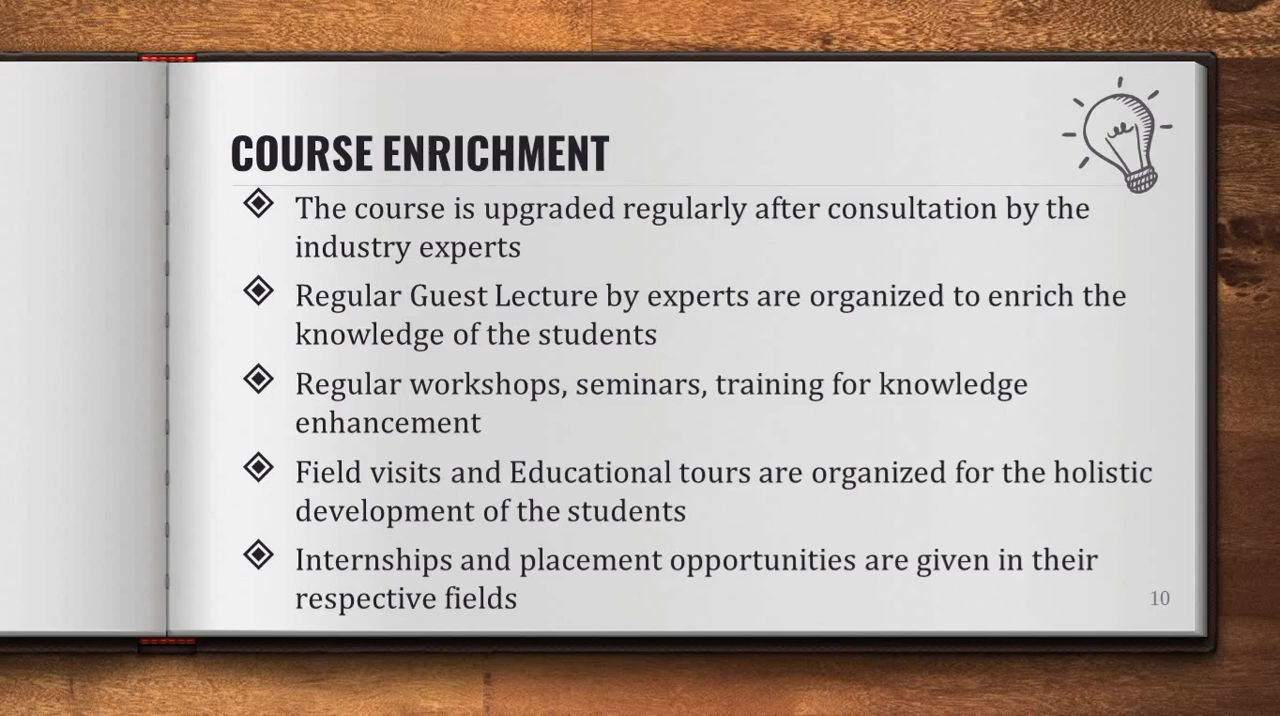 COURSE ENRICHMENT
The course is upgraded regularly after consultation by the
industry experts
Regular Guest Lecture by experts are organized to enrich the
knowledge of the students
Regular workshops, seminars, training for knowledge
enhancement
Field visits and Educational tours are organized for the holistic
development of the students
Internships and placement opportunities are given in their
respective fields
10